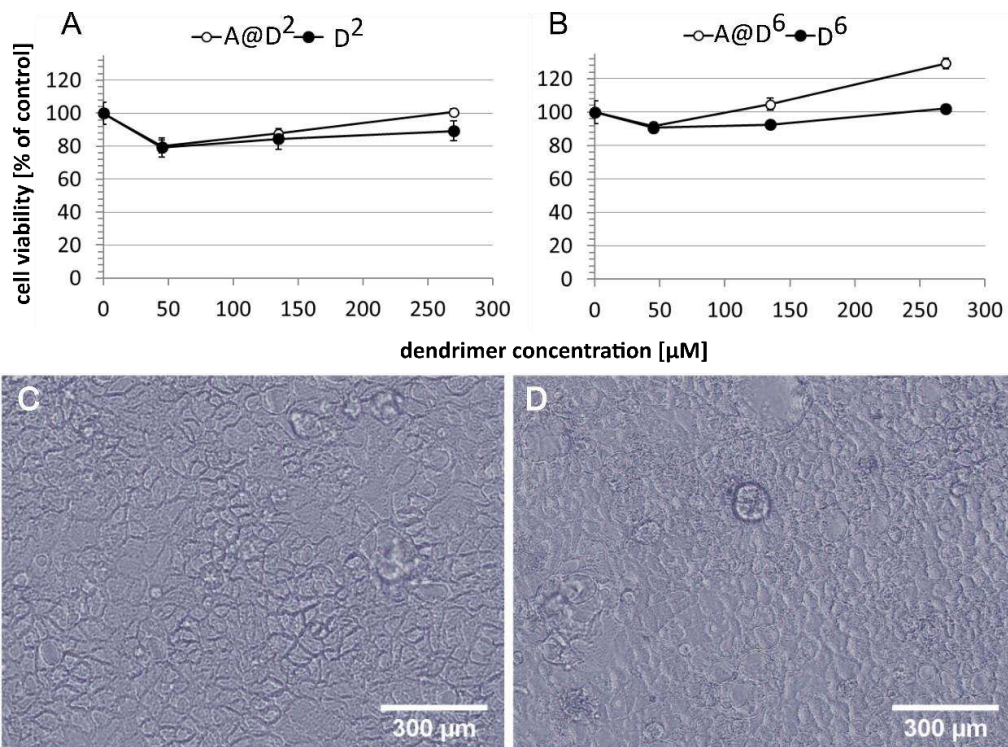 A
A@D² D²
B
A@D⁶ D⁶
cell viability [% of control]
120
100
80
60
40
20
0
0 50 100 150 200 250 300
120
100
80
60
40
20
0
0 50 100 150 200 250 300
dendrimer concentration [µM]
C
300 µm
D
300 µm